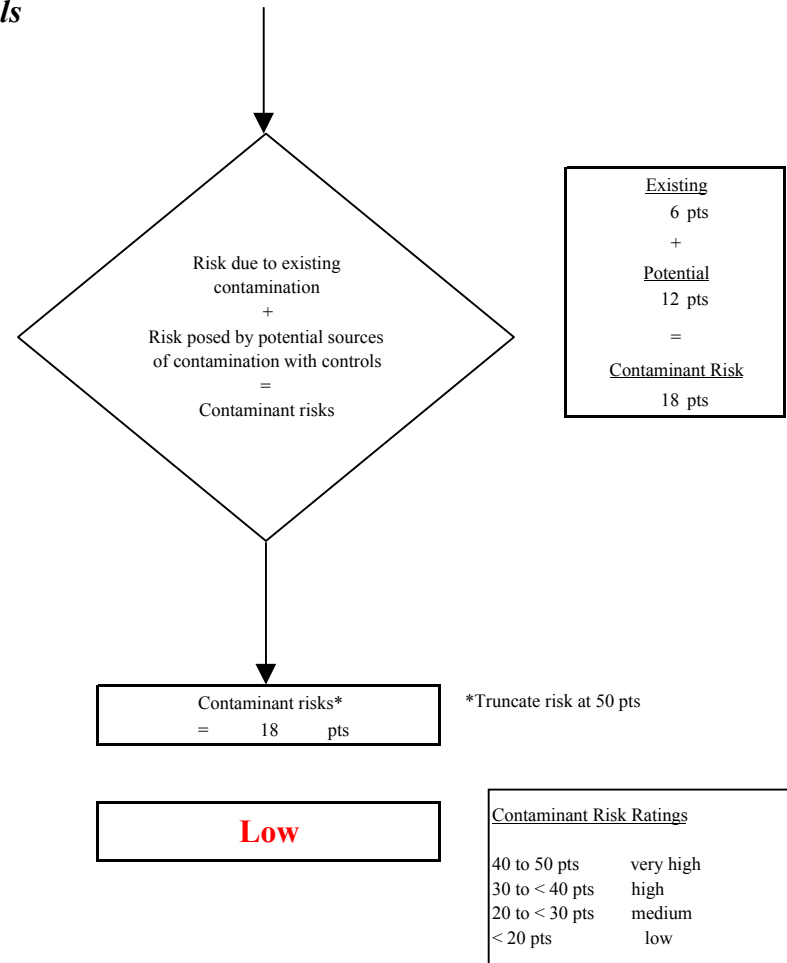 ls
Risk due to existing
contamination
+
Risk posed by potential sources
of contamination with controls
=
Contaminant risks
Existing
6 pts
+
Potential
12 pts
=
Contaminant Risk
18 pts
Contaminant risks*
= 18 pts
*Truncate risk at 50 pts
Low
Contaminant Risk Ratings
40 to 50 pts very high
30 to < 40 pts high
20 to < 30 pts medium
< 20 pts low